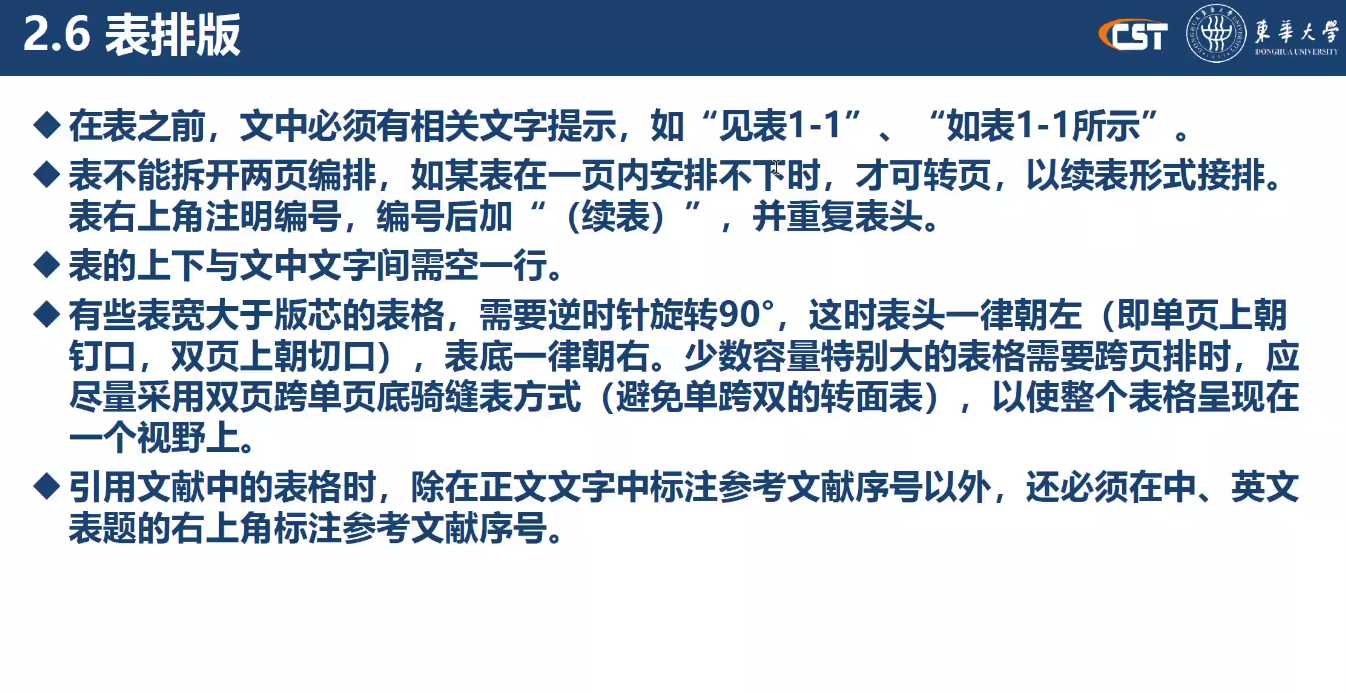 2.6 表排版
CST
東華大學
DONGHUA UNIVERSITY
◆ 在表之前，文中必须有相关文字提示，如“见表1-1”、“如表1-1所示”。
◆ 表不能拆开两页编排，如某表在一页内安排不下时，才可转页，以续表形式接排。
表右上角注明编号，编号后加“（续表）”，并重复表头。
◆ 表的上下与文中文字间需空一行。
◆ 有些表宽大于版芯的表格，需要逆时针旋转90°，这时表头一律朝左（即单页上朝
钉口，双页上朝切口），表底一律朝右。少数容量特别大的表格需要跨页排时，应
尽量采用双页跨单页底骑缝表方式（避免单跨双的转面表），以使整个表格呈现在
一个视野上。
◆ 引用文献中的表格时，除在正文文字中标注参考文献序号以外，还必须在中、英文
表题的右上角标注参考文献序号。